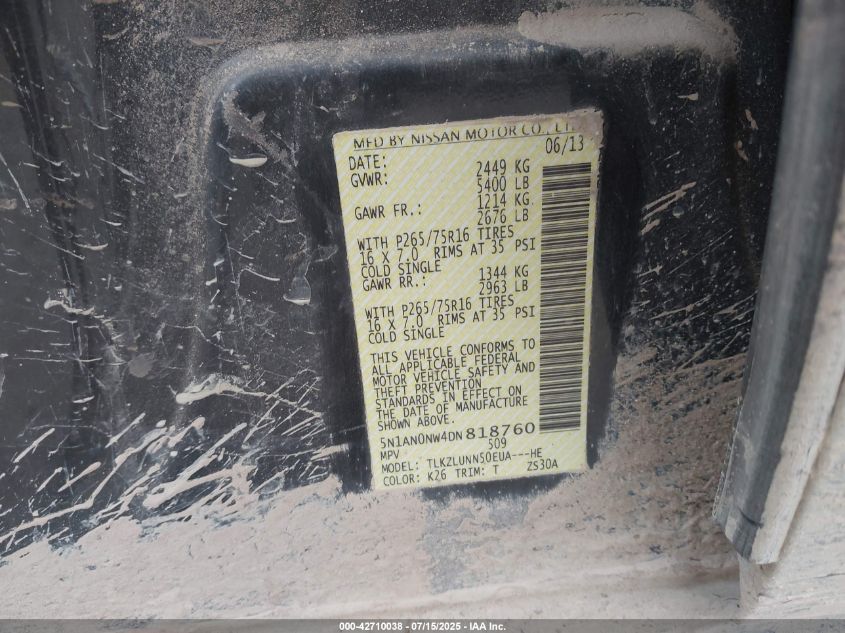 MFD BY NISSAN MOTOR CO., LT
DATE: 06/13
GVWR: 2449 KG
5400 LB
GAWR FR.: 1214 KG
2676 LB
WITH P265/75R16 TIRES
16 X 7.0 RIMS AT 35 PSI
COLD SINGLE
GAWR RR.: 1344 KG
2963 LB
WITH P265/75R16 TIRES
16 X 7.0 RIMS AT 35 PSI
COLD SINGLE
THIS VEHICLE CONFORMS TO
ALL APPLICABLE FEDERAL
MOTOR VEHICLE SAFETY AND
THEFT PREVENTION
STANDARDS IN EFFECT ON
THE DATE OF MANUFACTURE
SHOWN ABOVE.
5N1AN0NW4DN818760
MPV 509
MODEL: TLKZLUNN50EUA---HE
COLOR: K26 TRIM: T ZS30A
000-42710038 - 07/15/2025 - IAA Inc.